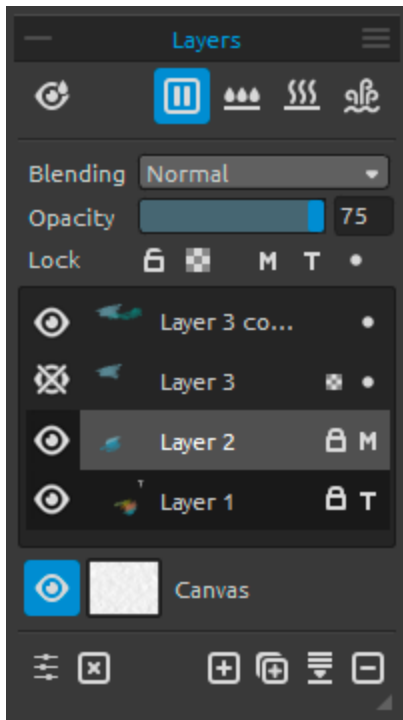 Layers
Blending Normal
Opacity 75
Lock M T
Layer 3 co...
Layer 3
Layer 2 M
T
Layer 1 T
Canvas